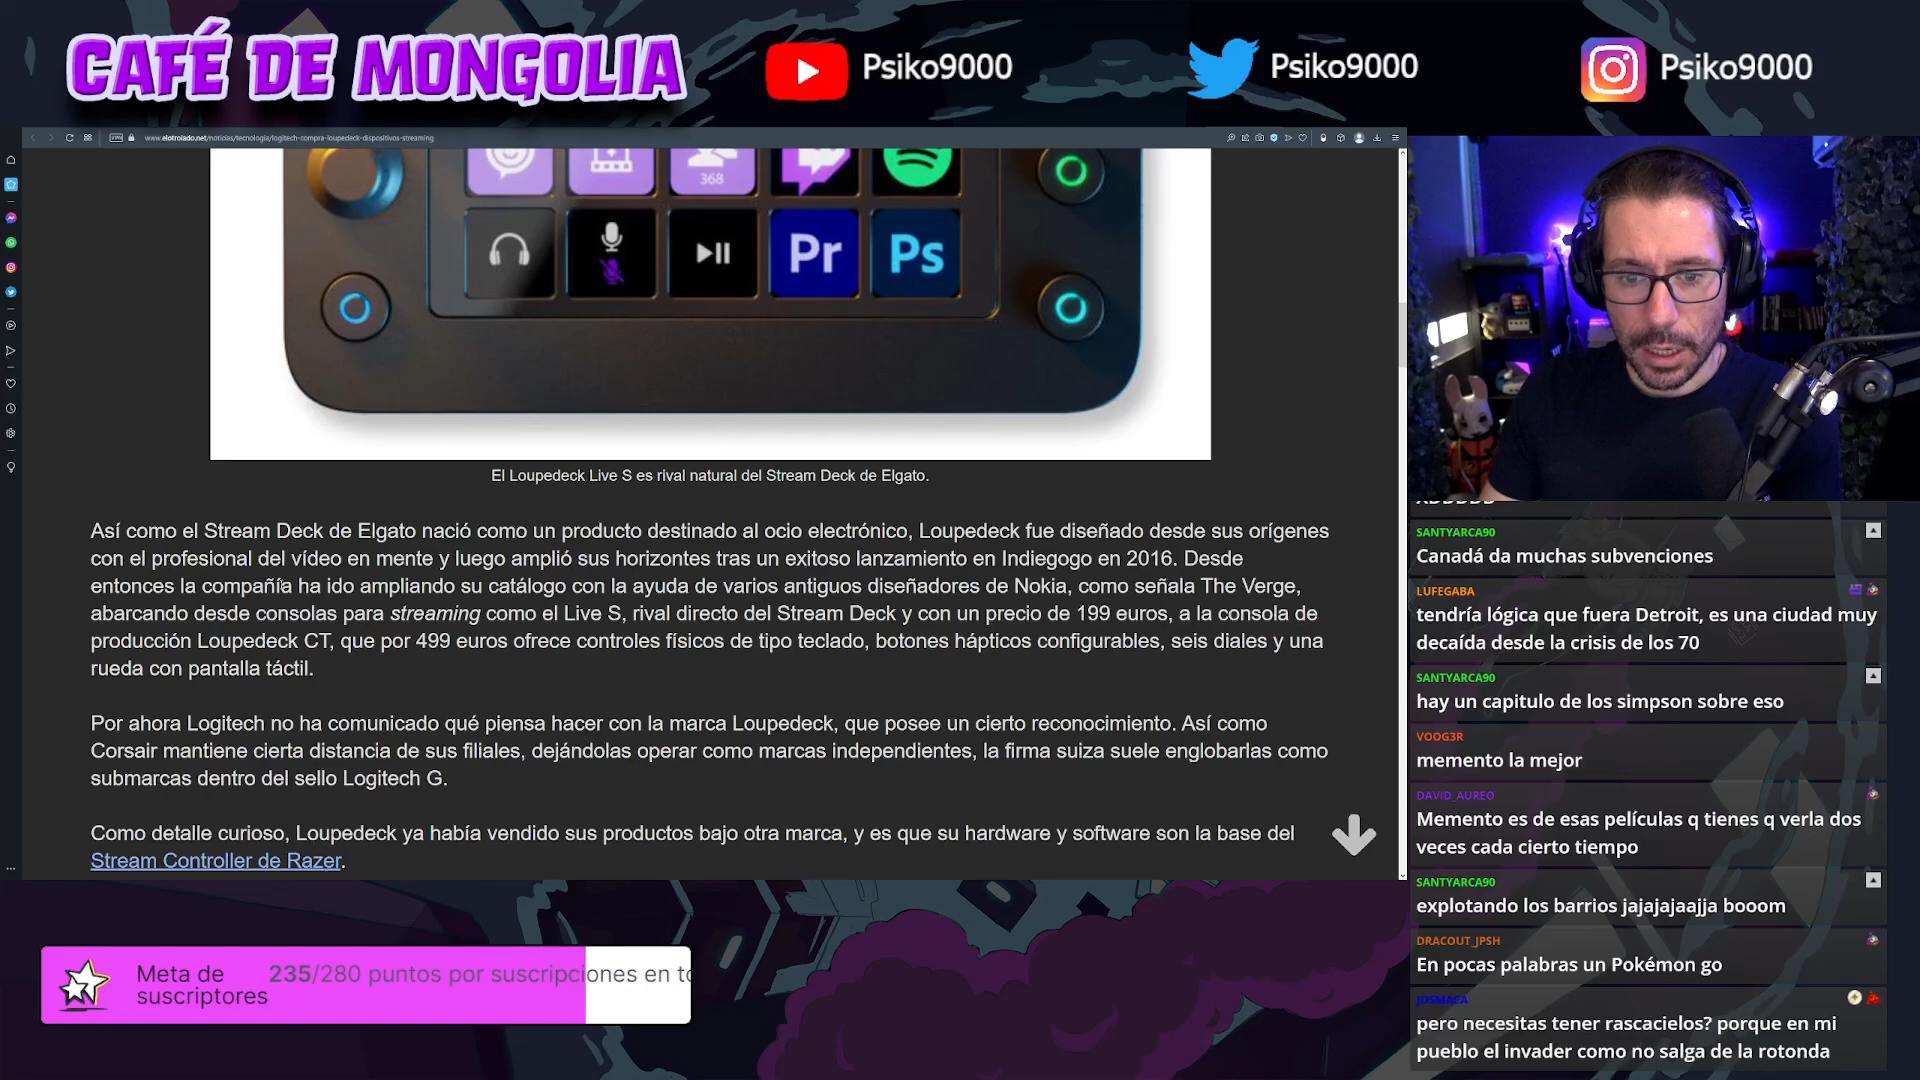 CAFÉ DE MONGOLIA
Psiko9000
Psiko9000
Psiko9000
VPN
www.elotrolado.net/noticias/tecnologia/logitech-compra-loupedeck-dispositivos-streaming
368
Pr
Ps
El Loupedeck Live S es rival natural del Stream Deck de Elgato.
Así como el Stream Deck de Elgato nació como un producto destinado al ocio electrónico, Loupedeck fue diseñado desde sus orígenes
con el profesional del vídeo en mente y luego amplió sus horizontes tras un exitoso lanzamiento en Indiegogo en 2016. Desde
entonces la compañía ha ido ampliando su catálogo con la ayuda de varios antiguos diseñadores de Nokia, como señala The Verge,
abarcando desde consolas para streaming como el Live S, rival directo del Stream Deck y con un precio de 199 euros, a la consola de
producción Loupedeck CT, que por 499 euros ofrece controles físicos de tipo teclado, botones hápticos configurables, seis diales y una
rueda con pantalla táctil.
Por ahora Logitech no ha comunicado qué piensa hacer con la marca Loupedeck, que posee un cierto reconocimiento. Así como
Corsair mantiene cierta distancia de sus filiales, dejándolas operar como marcas independientes, la firma suiza suele englobarlas como
submarcas dentro del sello Logitech G.
Como detalle curioso, Loupedeck ya había vendido sus productos bajo otra marca, y es que su hardware y software son la base del
Stream Controller de Razer.
SANTYARCA90
Canadá da muchas subvenciones
LUFEGABA
tendría lógica que fuera Detroit, es una ciudad muy
decaída desde la crisis de los 70
SANTYARCA90
hay un capitulo de los simpson sobre eso
VOOG3R
memento la mejor
DAVID_AUREO
Memento es de esas películas q tienes q verla dos
veces cada cierto tiempo
SANTYARCA90
explotando los barrios jajajajaajja booom
DRACOUT_JPSH
En pocas palabras un Pokémon go
JOSMACA
pero necesitas tener rascacielos? porque en mi
pueblo el invader como no salga de la rotonda
Meta de
suscriptores
235/280 puntos por suscripciones en to